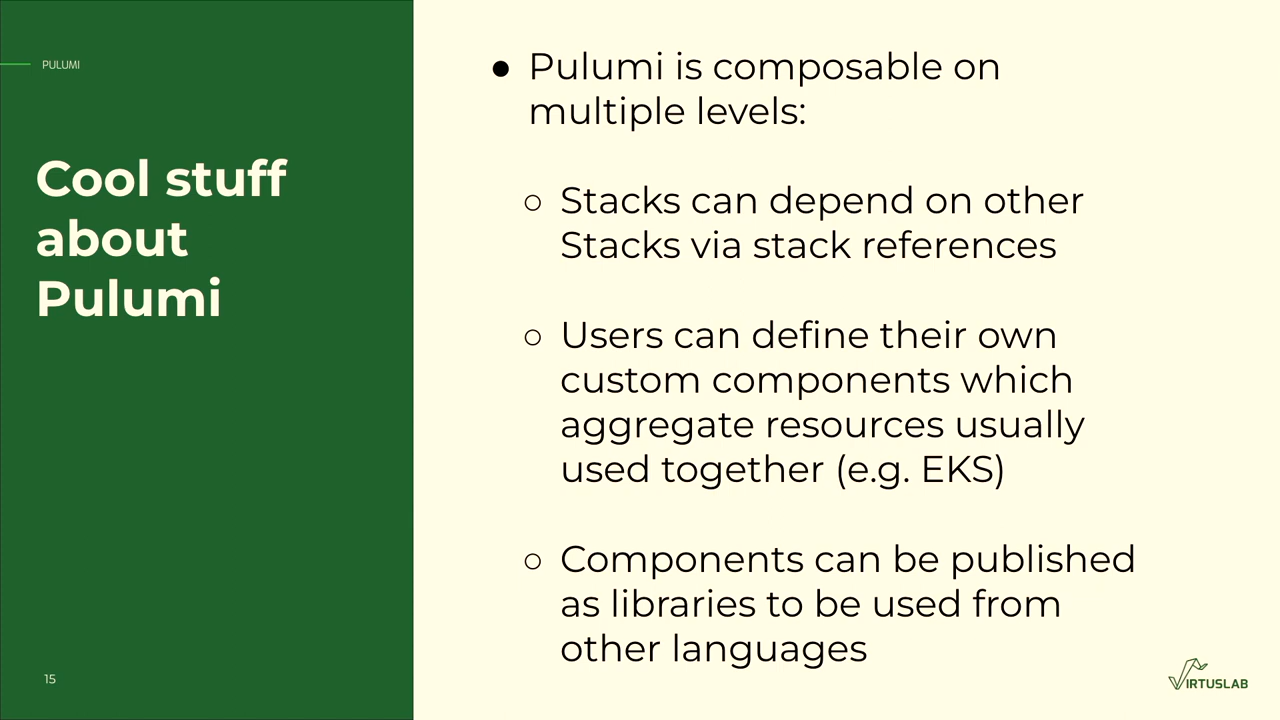 PULUMI
Cool stuff
about
Pulumi
● Pulumi is composable on
multiple levels:
○ Stacks can depend on other
Stacks via stack references
○ Users can define their own
custom components which
aggregate resources usually
used together (e.g. EKS)
○ Components can be published
as libraries to be used from
other languages
15
VIRTUSLAB